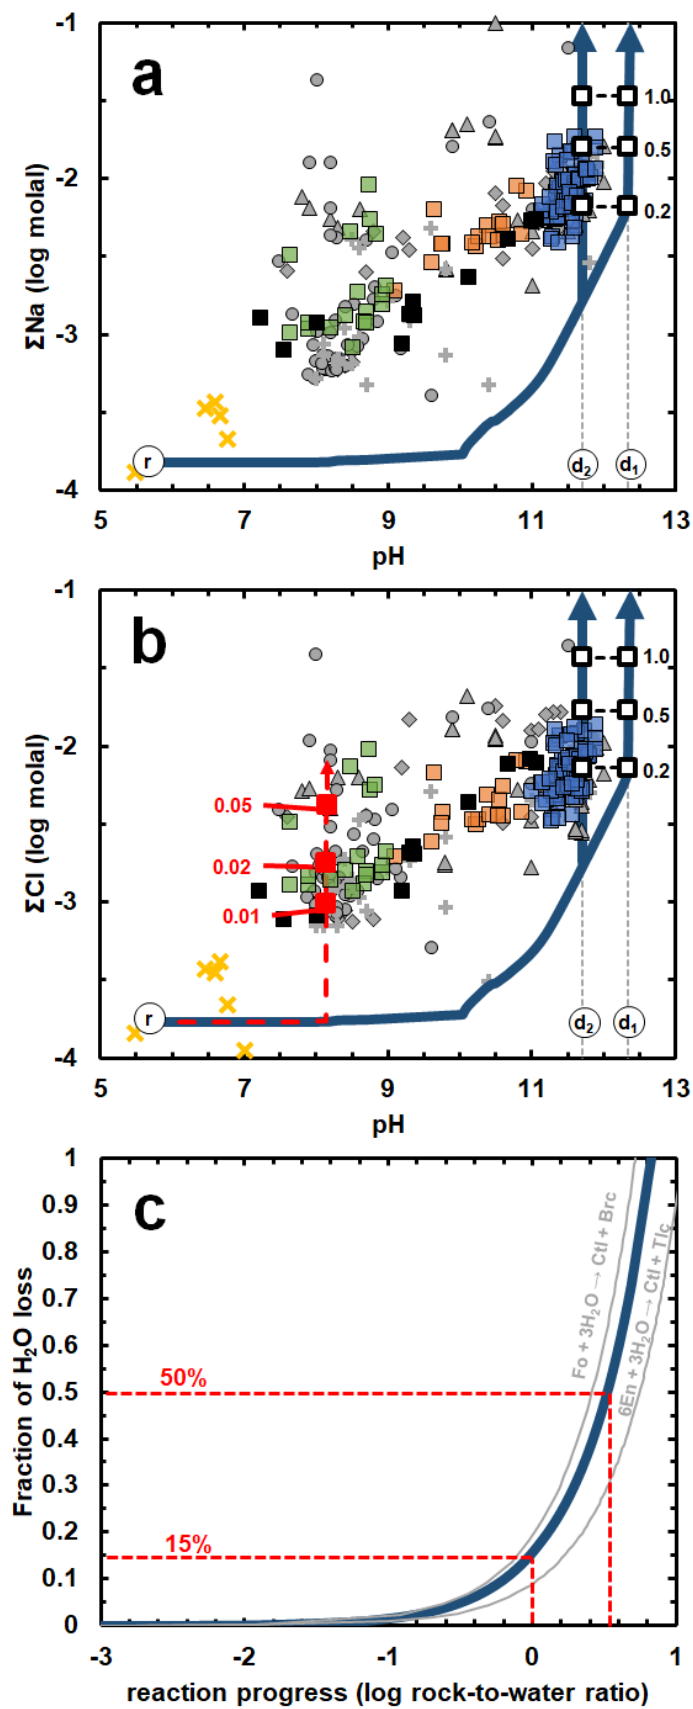 a
-1
-2
-3
-4
ΣNa (log molal)
1.0
0.5
0.2
r
d2
d1
5
7
9
11
13
pH
b
-1
-2
-3
-4
ΣCl (log molal)
1.0
0.5
0.2
0.05
0.02
0.01
r
d2
d1
5
7
9
11
13
pH
c
1
0.9
0.8
0.7
0.6
0.5
0.4
0.3
0.2
0.1
0
Fraction of H2O loss
Fo + 3H2O → Ctl + Brc
6En + 3H2O → Ctl + Tlc
50%
15%
-3
-2
-1
0
1
reaction progress (log rock-to-water ratio)